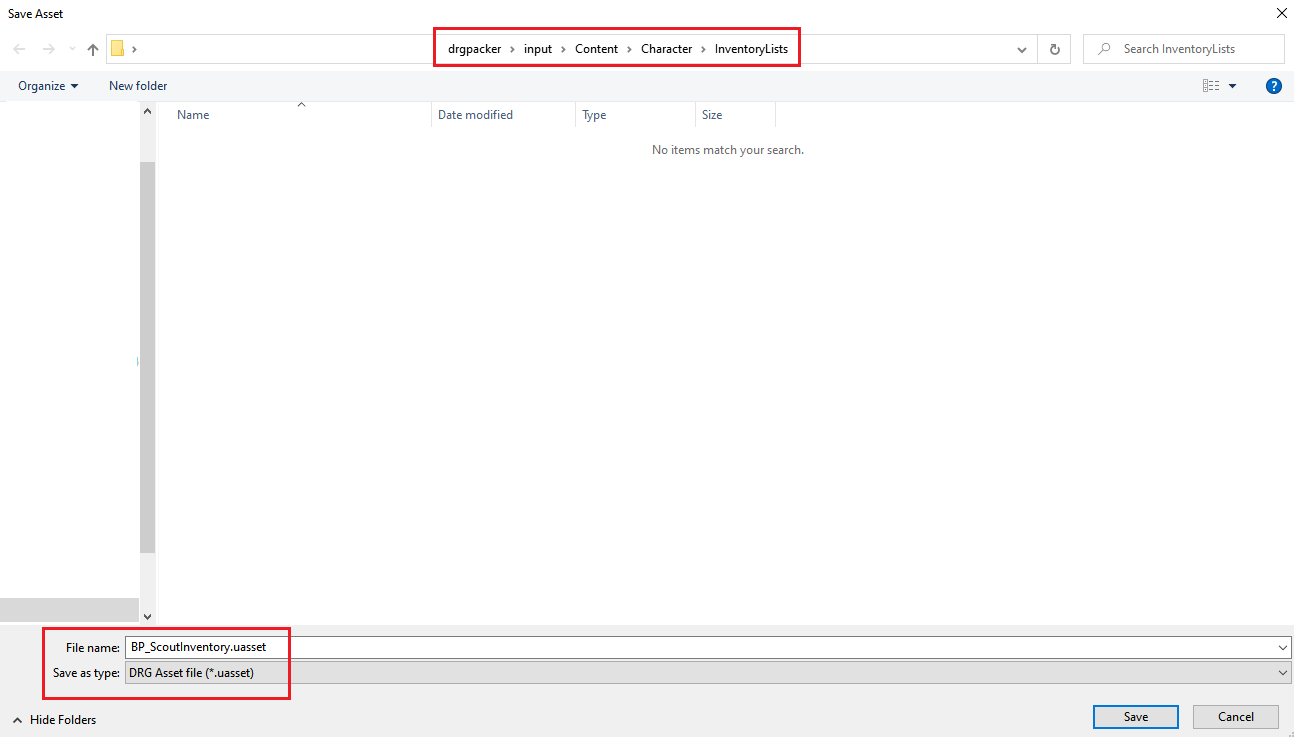 Save Asset
drgpacker > input > Content > Character > InventoryLists
Search InventoryLists
Organize New folder
Name Date modified Type Size
No items match your search.
File name: BP_ScoutInventory.uasset
Save as type: DRG Asset file (*.uasset)
Hide Folders Save Cancel